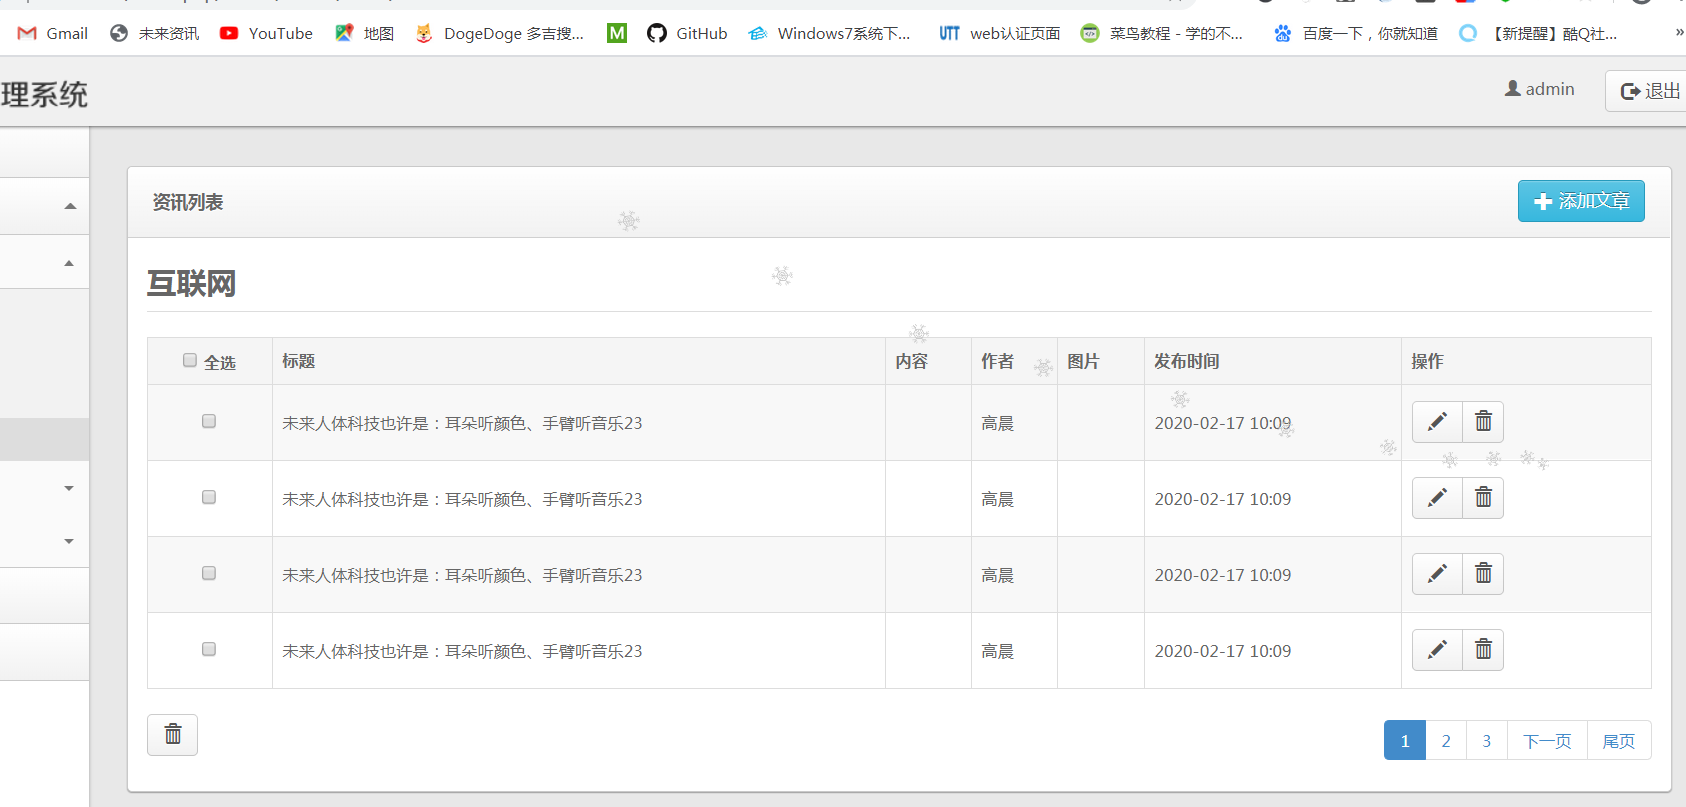 Gmail 未来资讯 YouTube 地图 DogeDoge 多吉搜... M GitHub Windows7系统下... UTT web认证页面 菜鸟教程 - 学的不... du 百度一下，你就知道 【新提醒】酷Q社... »
理系统 admin 退出
资讯列表 添加文章
互联网
全选 标题 内容 作者 图片 发布时间 操作
未来人体科技也许是：耳朵听颜色、手臂听音乐23 高晨 2020-02-17 10:09
未来人体科技也许是：耳朵听颜色、手臂听音乐23 高晨 2020-02-17 10:09
未来人体科技也许是：耳朵听颜色、手臂听音乐23 高晨 2020-02-17 10:09
未来人体科技也许是：耳朵听颜色、手臂听音乐23 高晨 2020-02-17 10:09
1 2 3 下一页 尾页